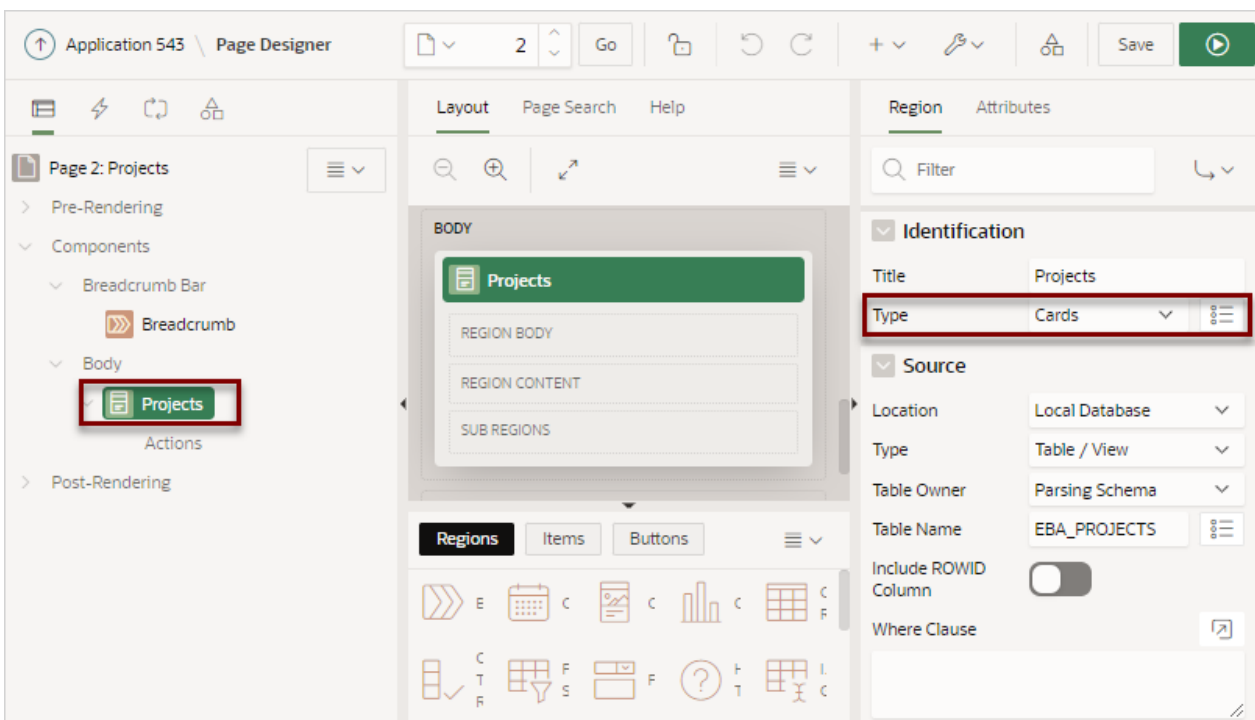 Application 543 \ Page Designer
2
Go
Save
Page 2: Projects
Pre-Rendering
Components
Breadcrumb Bar
Breadcrumb
Body
Projects
Actions
Post-Rendering
Layout Page Search Help
BODY
Projects
REGION BODY
REGION CONTENT
SUB REGIONS
Regions Items Buttons
Region Attributes
Filter
Identification
Title Projects
Type Cards
Source
Location Local Database
Type Table / View
Table Owner Parsing Schema
Table Name EBA_PROJECTS
Include ROWID
Column
Where Clause